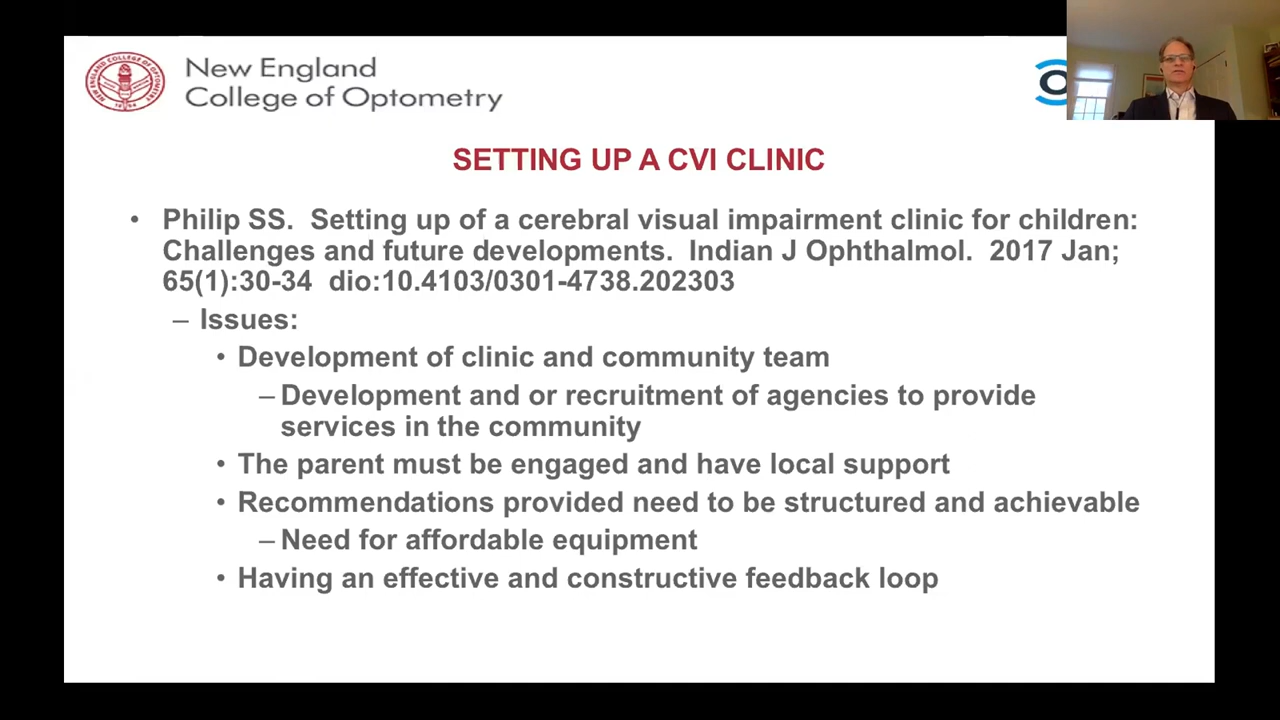 New England
College of Optometry
SETTING UP A CVI CLINIC
• Philip SS. Setting up of a cerebral visual impairment clinic for children:
Challenges and future developments. Indian J Ophthalmol. 2017 Jan;
65(1):30-34 dio:10.4103/0301-4738.202303
– Issues:
• Development of clinic and community team
– Development and or recruitment of agencies to provide
services in the community
• The parent must be engaged and have local support
• Recommendations provided need to be structured and achievable
– Need for affordable equipment
• Having an effective and constructive feedback loop